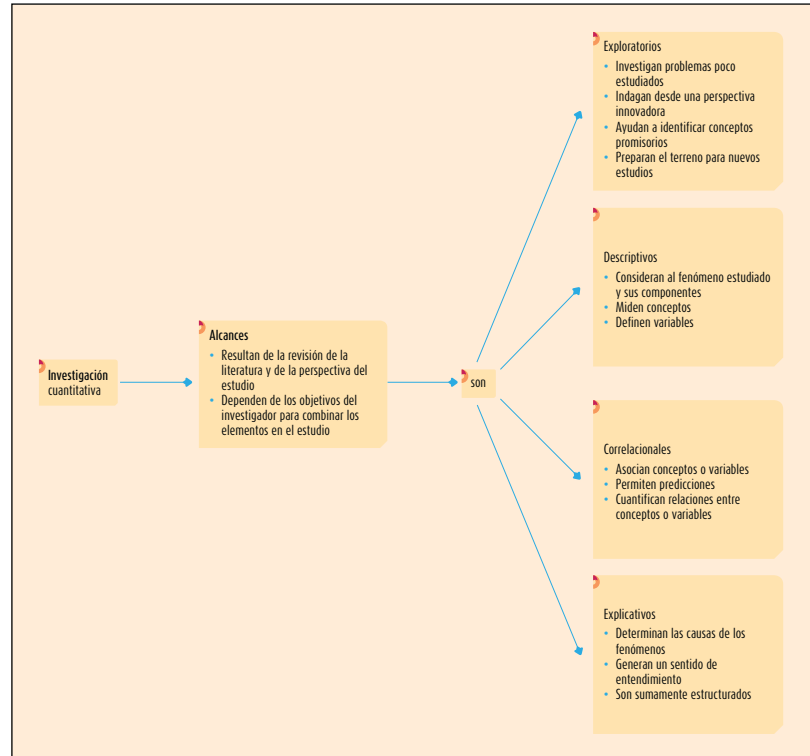 Investigación
cuantitativa
Alcances
• Resultan de la revisión de la
literatura y de la perspectiva del
estudio
• Dependen de los objetivos del
investigador para combinar los
elementos en el estudio
son
Exploratorios
• Investigan problemas poco
estudiados
• Indagan desde una perspectiva
innovadora
• Ayudan a identificar conceptos
promisorios
• Preparan el terreno para nuevos
estudios
Descriptivos
• Consideran al fenómeno estudiado
y sus componentes
• Miden conceptos
• Definen variables
Correlacionales
• Asocian conceptos o variables
• Permiten predicciones
• Cuantifican relaciones entre
conceptos o variables
Explicativos
• Determinan las causas de los
fenómenos
• Generan un sentido de
entendimiento
• Son sumamente estructurados